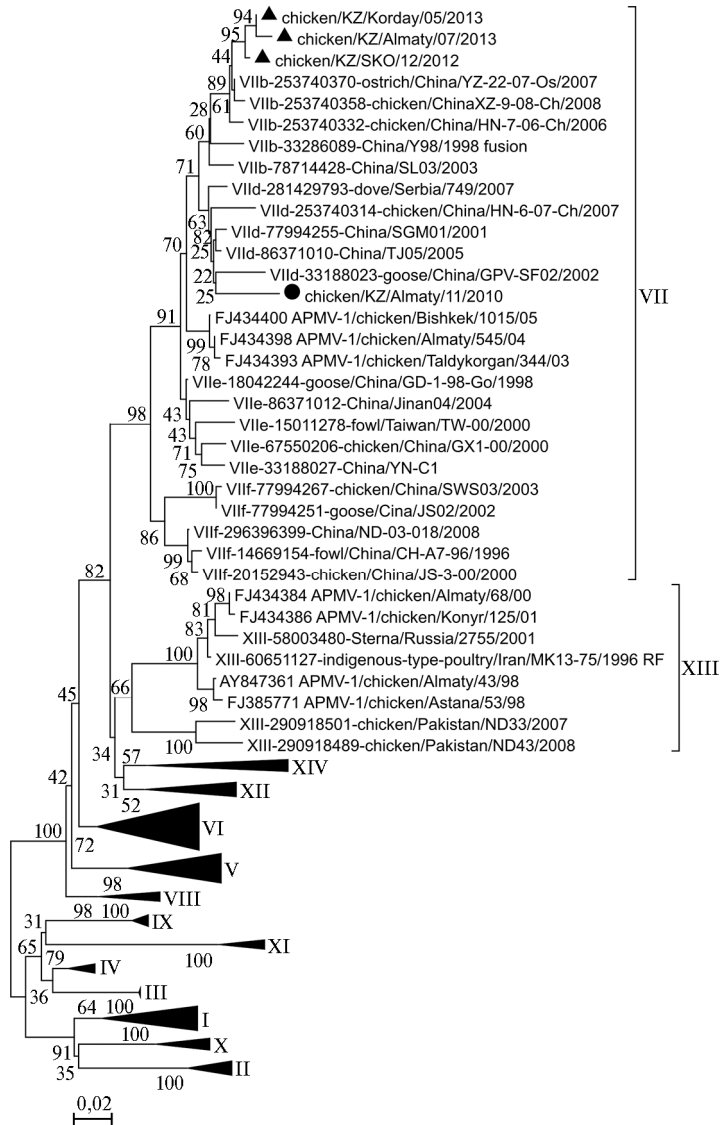 94 chicken/KZ/Korday/05/2013
95 chicken/KZ/Almaty/07/2013
44 chicken/KZ/SKO/12/2012
89 VIIb-253740370-ostrich/China/YZ-22-07-Os/2007
28 61 VIIb-253740358-chicken/ChinaXZ-9-08-Ch/2008
60 VIIb-253740332-chicken/China/HN-7-06-Ch/2006
VIIb-33286089-China/Y98/1998 fusion
71 VIIb-78714428-China/SL03/2003
VIId-281429793-dove/Serbia/749/2007
63 VIId-253740314-chicken/China/HN-6-07-Ch/2007
82 VIId-77994255-China/SGM01/2001
70 25 VIId-86371010-China/TJ05/2005
22 VIId-33188023-goose/China/GPV-SF02/2002
25 chicken/KZ/Almaty/11/2010
VII
91 FJ434400 APMV-1/chicken/Bishkek/1015/05
99 FJ434398 APMV-1/chicken/Almaty/545/04
78 FJ434393 APMV-1/chicken/Taldykorgan/344/03
VIIe-18042244-goose/China/GD-1-98-Go/1998
98 43 VIIe-86371012-China/Jinan04/2004
43 VIIe-15011278-fowl/Taiwan/TW-00/2000
71 VIIe-67550206-chicken/China/GX1-00/2000
75 VIIe-33188027-China/YN-C1
100 VIIf-77994267-chicken/China/SWS03/2003
VIIf-77994251-goose/Cina/JS02/2002
86 VIIf-296396399-China/ND-03-018/2008
99 VIIf-14669154-fowl/China/CH-A7-96/1996
82 68 VIIf-20152943-chicken/China/JS-3-00/2000
98 FJ434384 APMV-1/chicken/Almaty/68/00
81 FJ434386 APMV-1/chicken/Konyr/125/01
83 XIII-58003480-Sterna/Russia/2755/2001
100 XIII-60651127-indigenous-type-poultry/Iran/MK13-75/1996 RF
XIII
45 66 AY847361 APMV-1/chicken/Almaty/43/98
98 FJ385771 APMV-1/chicken/Astana/53/98
XIII-290918501-chicken/Pakistan/ND33/2007
100 XIII-290918489-chicken/Pakistan/ND43/2008
34 57 XIV
42 31 XII
52
100 VI
72
V
98 VIII
98 100 IX
31
65 XI
79 100
IV
36 III
64 100 I
100 X
91
35 II
100
0,02